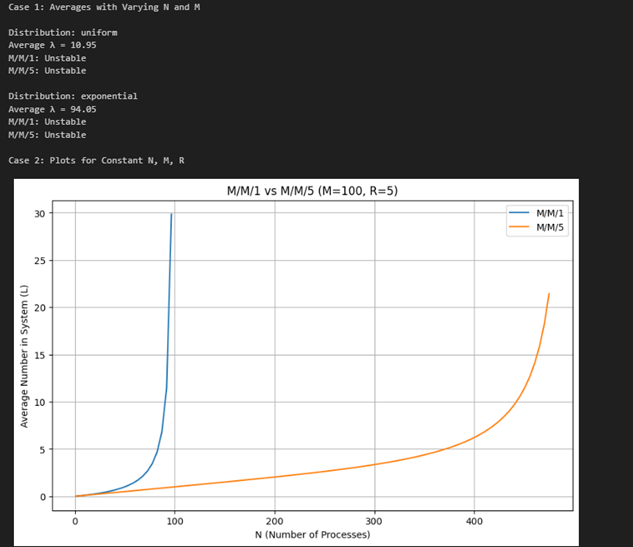 Case 1: Averages with Varying N and M
Distribution: uniform
Average λ = 10.95
M/M/1: Unstable
M/M/5: Unstable
Distribution: exponential
Average λ = 94.05
M/M/1: Unstable
M/M/5: Unstable
Case 2: Plots for Constant N, M, R
M/M/1 vs M/M/5 (M=100, R=5)
M/M/1
M/M/5
30
25
20
15
10
5
0
Average Number in System (L)
0 100 200 300 400
N (Number of Processes)